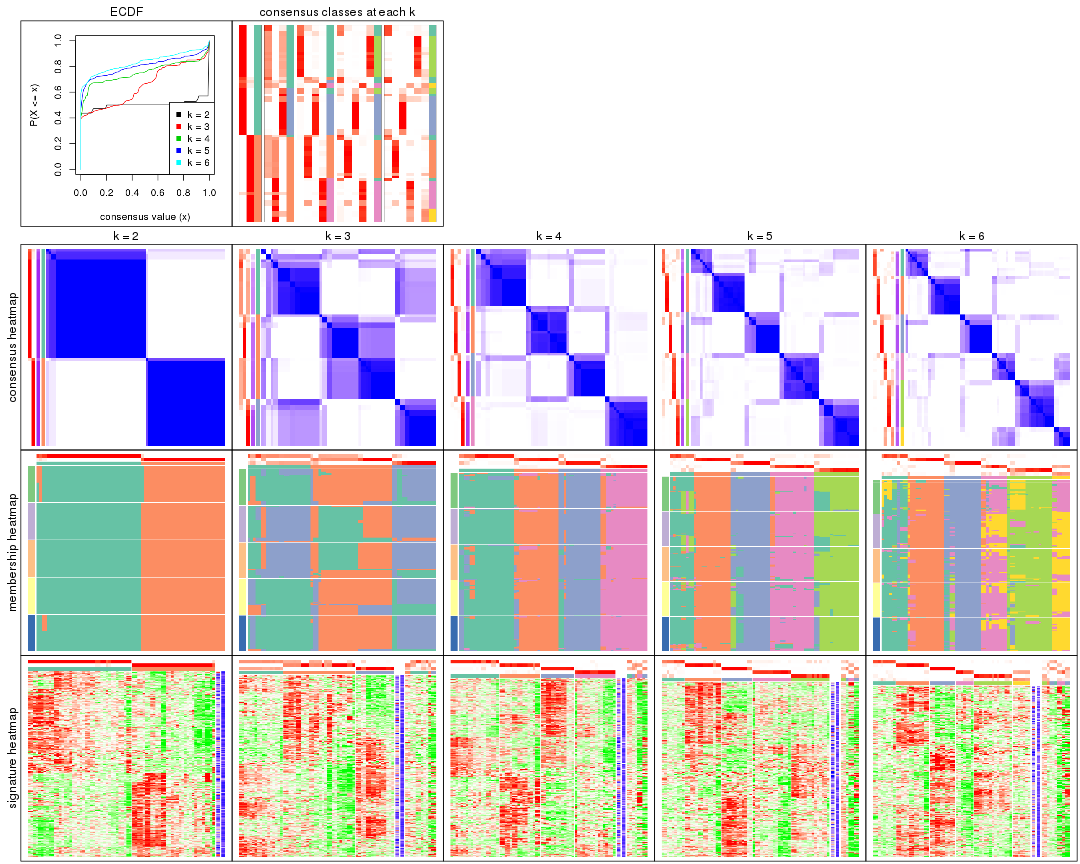 ECDF
consensus classes at each k
P(X <= x)
0.0 0.2 0.4 0.6 0.8 1.0
k = 2
k = 3
k = 4
k = 5
k = 6
0.0 0.2 0.4 0.6 0.8 1.0
consensus value (x)
k = 2
k = 3
k = 4
k = 5
k = 6
consensus heatmap
membership heatmap
signature heatmap